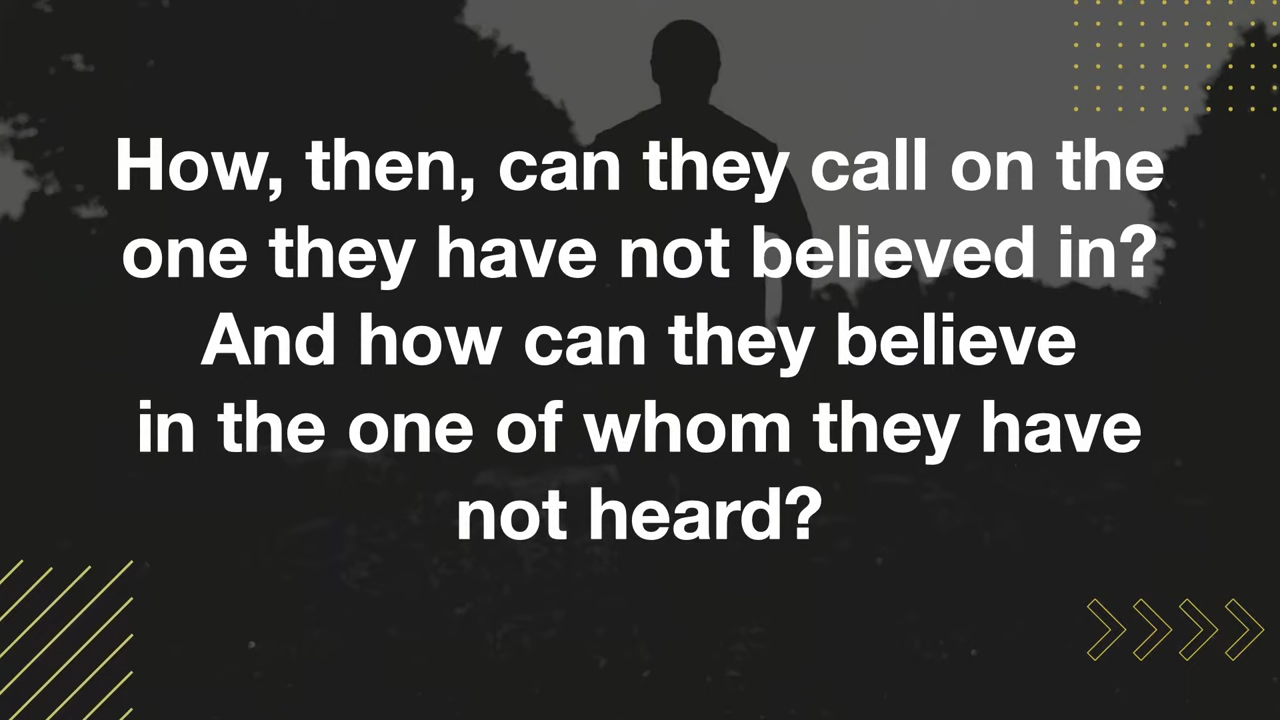 How, then, can they call on the
one they have not believed in?
And how can they believe
in the one of whom they have
not heard?